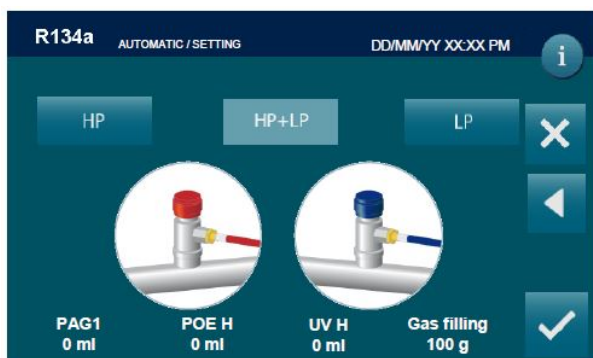 R134a AUTOMATIC / SETTING DD/MM/YY XX:XX PM
i
HP HP+LP LP
PAG1 POE H UV H Gas filling
0 ml 0 ml 0 ml 100 g